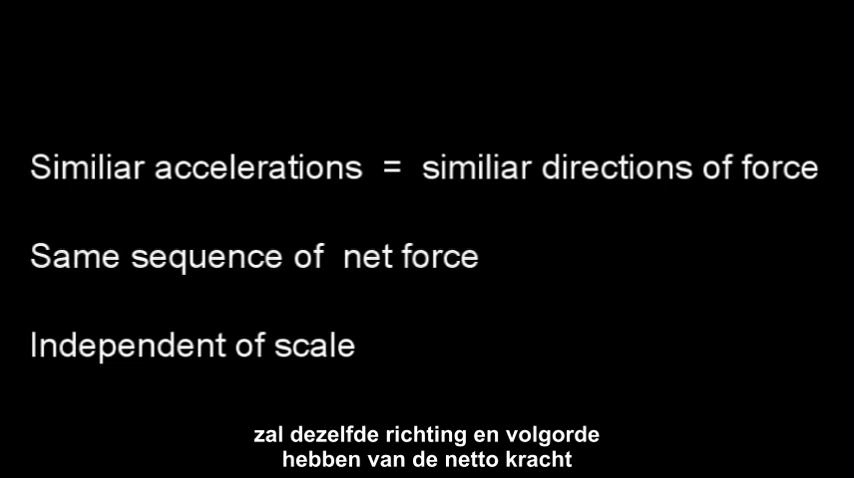 Similiar accelerations = similiar directions of force
Same sequence of net force
Independent of scale
zal dezelfde richting en volgorde
hebben van de netto kracht